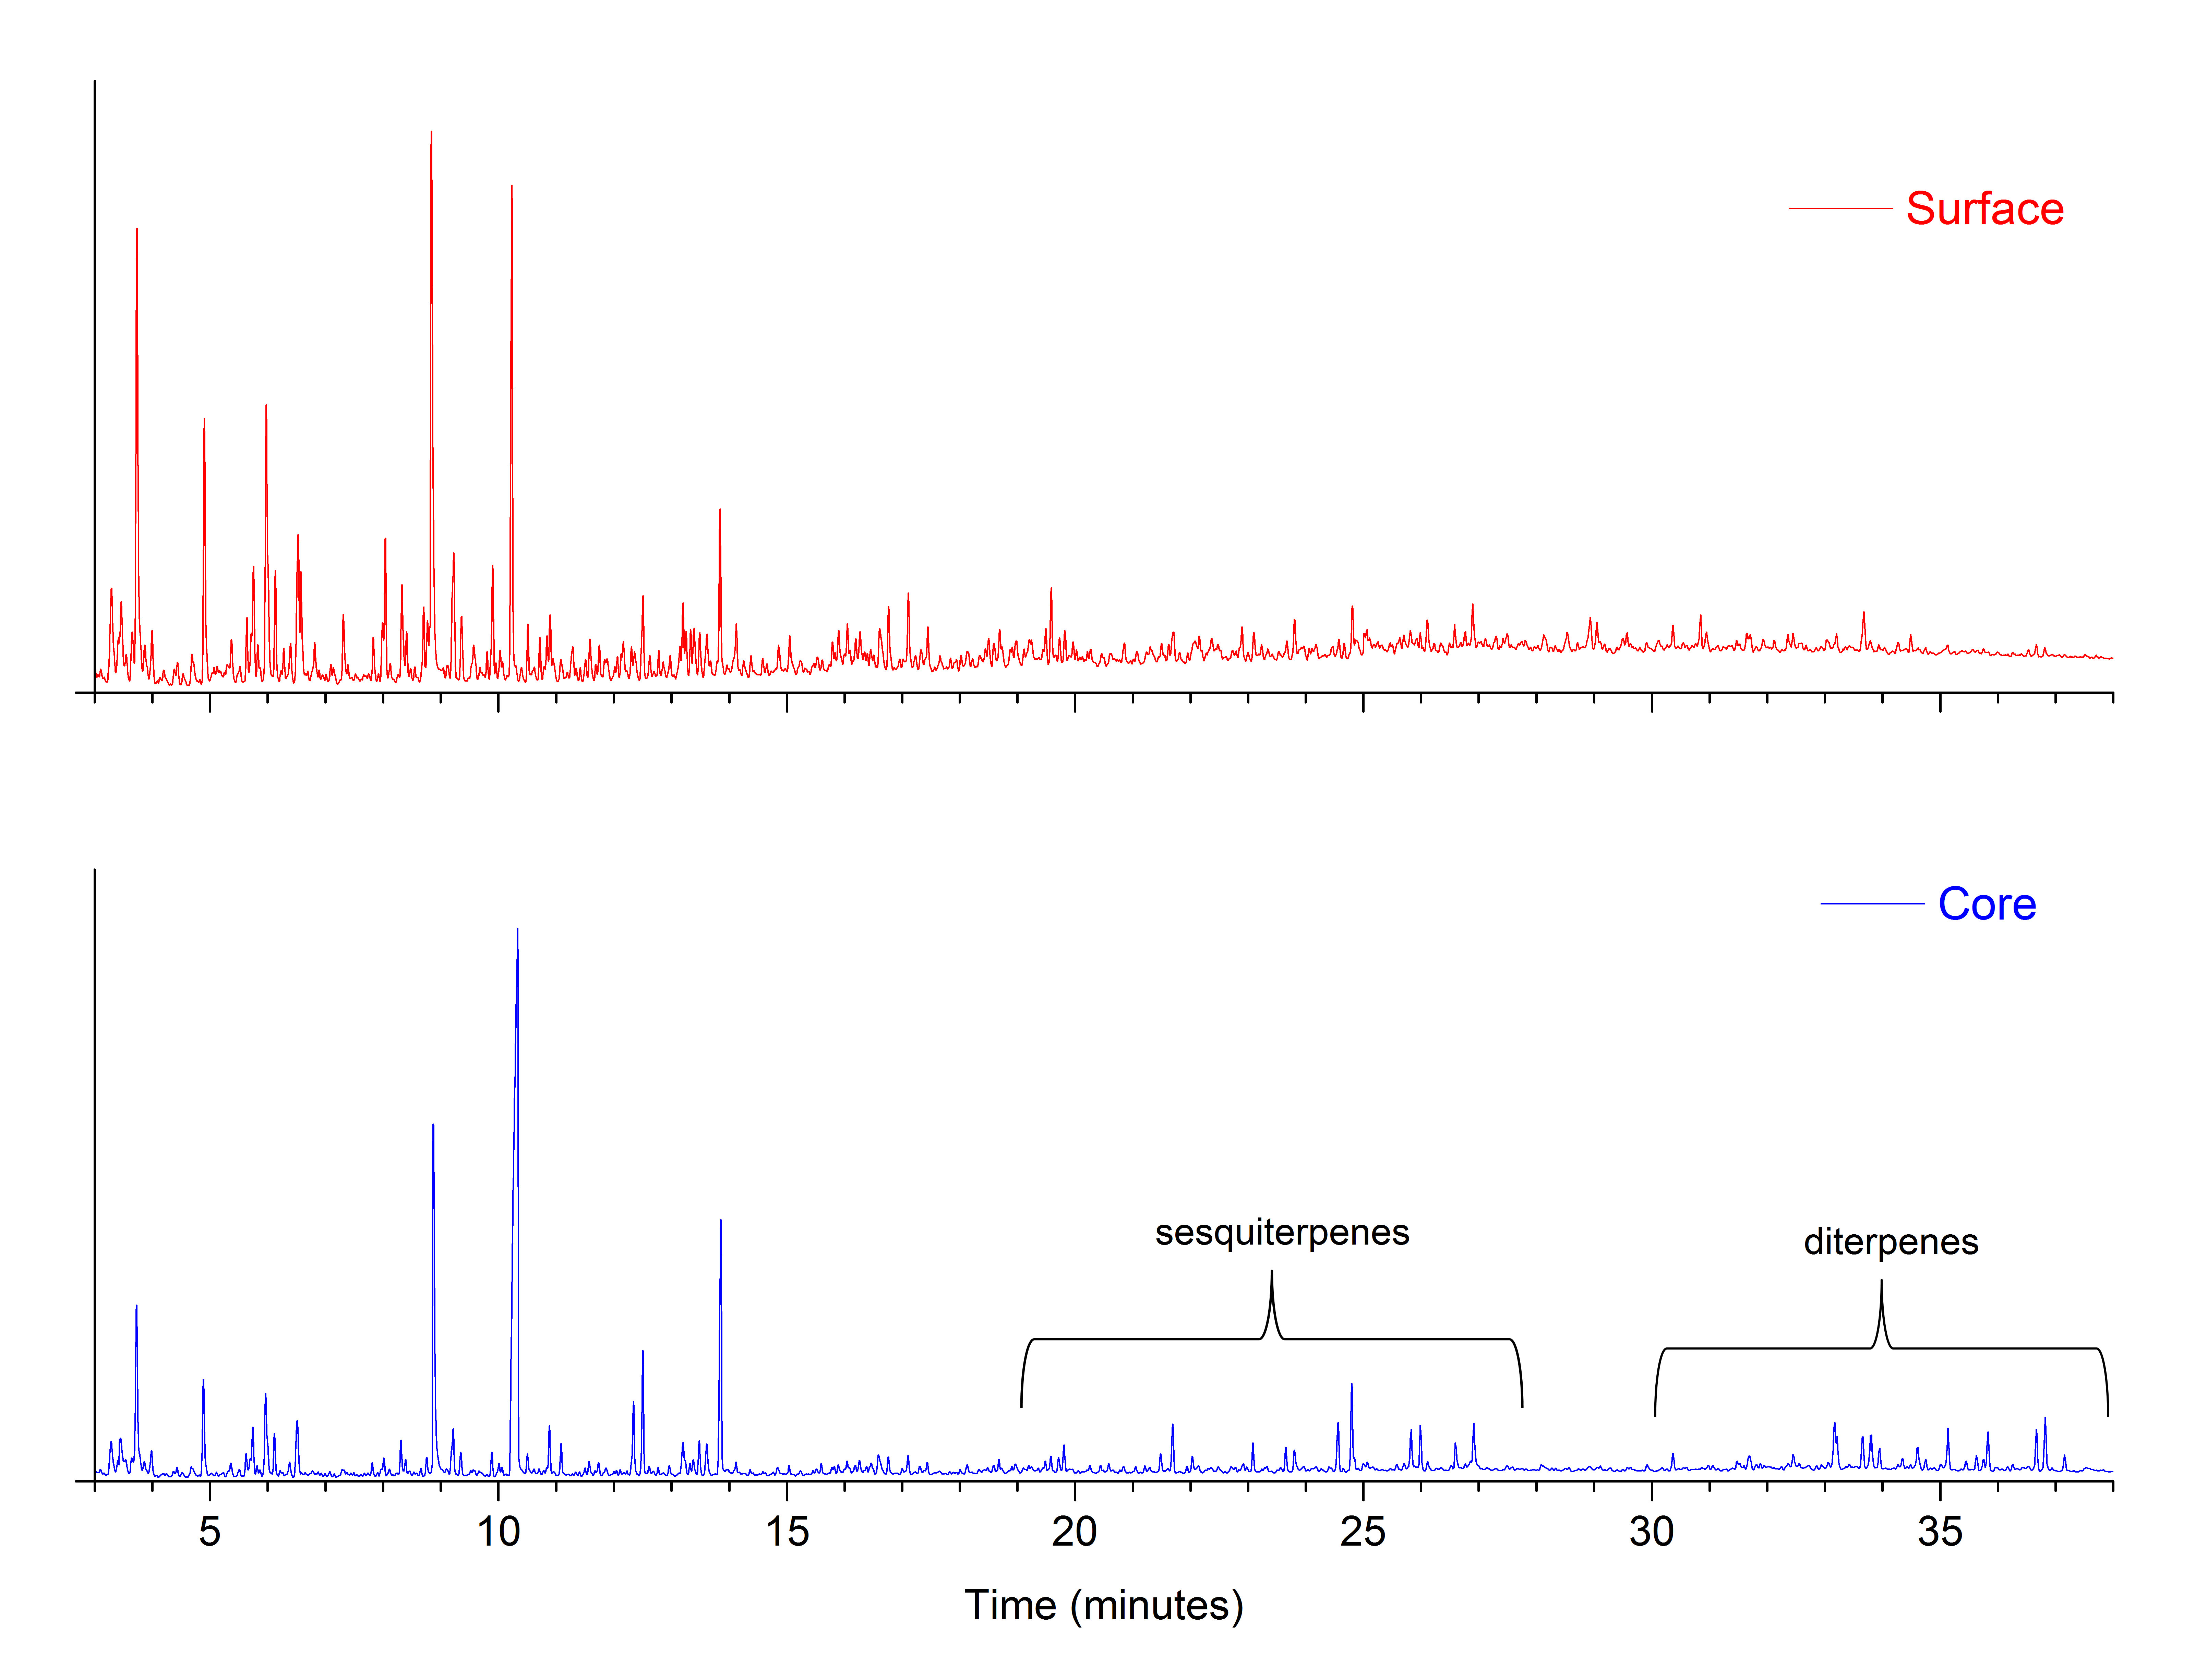 Surface
Core
sesquiterpenes
diterpenes
5 10 15 20 25 30 35
Time (minutes)